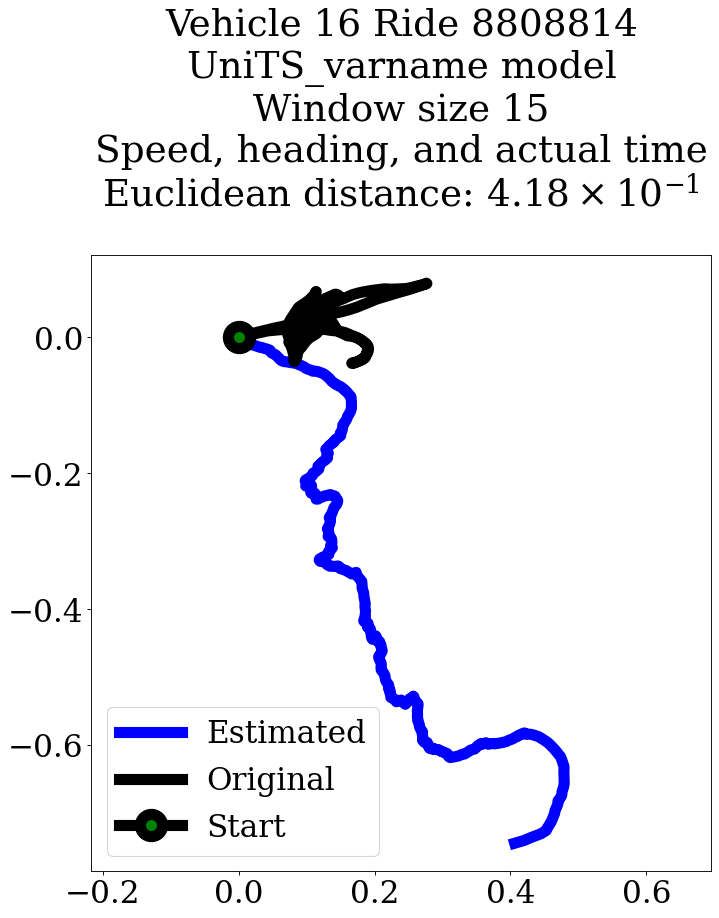 Vehicle 16 Ride 8808814
UniTS_varname model
Window size 15
Speed, heading, and actual time
Euclidean distance: 4.18 × 10⁻¹
0.0
−0.2
−0.4
−0.6
Estimated
Original
Start
−0.2 0.0 0.2 0.4 0.6